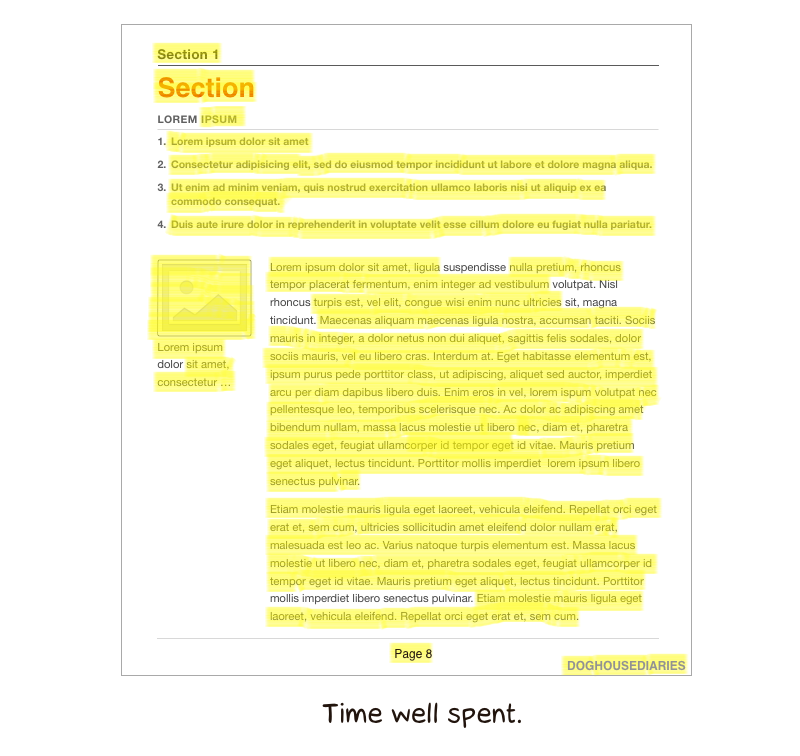 Section 1
Section
LOREM IPSUM
1. Lorem ipsum dolor sit amet
2. Consectetur adipisicing elit, sed do eiusmod tempor incididunt ut labore et dolore magna aliqua.
3. Ut enim ad minim veniam, quis nostrud exercitation ullamco laboris nisi ut aliquip ex ea
commodo consequat.
4. Duis aute irure dolor in reprehenderit in voluptate velit esse cillum dolore eu fugiat nulla pariatur.
Lorem ipsum
dolor sit amet,
consectetur ...
Lorem ipsum dolor sit amet, ligula suspendisse nulla pretium, rhoncus
tempor placerat fermentum, enim integer ad vestibulum volutpat. Nisl
rhoncus turpis est, vel elit, congue wisi enim nunc ultricies sit, magna
tincidunt. Maecenas aliquam maecenas ligula nostra, accumsan taciti. Sociis
mauris in integer, a dolor netus non dui aliquet, sagittis felis sodales, dolor
sociis mauris, vel eu libero cras. Interdum at. Eget habitasse elementum est,
ipsum purus pede porttitor class, ut adipiscing, aliquet sed auctor, imperdiet
arcu per diam dapibus libero duis. Enim eros in vel, lorem ispum volutpat nec
pellentesque leo, temporibus scelerisque nec. Ac dolor ac adipiscing amet
bibendum nullam, massa lacus molestie ut libero nec, diam et, pharetra
sodales eget, feugiat ullamcorper id tempor eget id vitae. Mauris pretium
eget aliquet, lectus tincidunt. Porttitor mollis imperdiet lorem ipsum libero
senectus pulvinar.
Etiam molestie mauris ligula eget laoreet, vehicula eleifend. Repellat orci eget
erat et, sem cum, ultricies sollicitudin amet eleifend dolor nullam erat,
malesuada est leo ac. Varius natoque turpis elementum est. Massa lacus
molestie ut libero nec, diam et, pharetra sodales eget, feugiat ullamcorper id
tempor eget id vitae. Mauris pretium eget aliquet, lectus tincidunt. Porttitor
mollis imperdiet libero senectus pulvinar. Etiam molestie mauris ligula eget
laoreet, vehicula eleifend. Repellat orci eget erat et, sem cum.
Page 8
DOGHOUSEDIARIES
Time well spent.